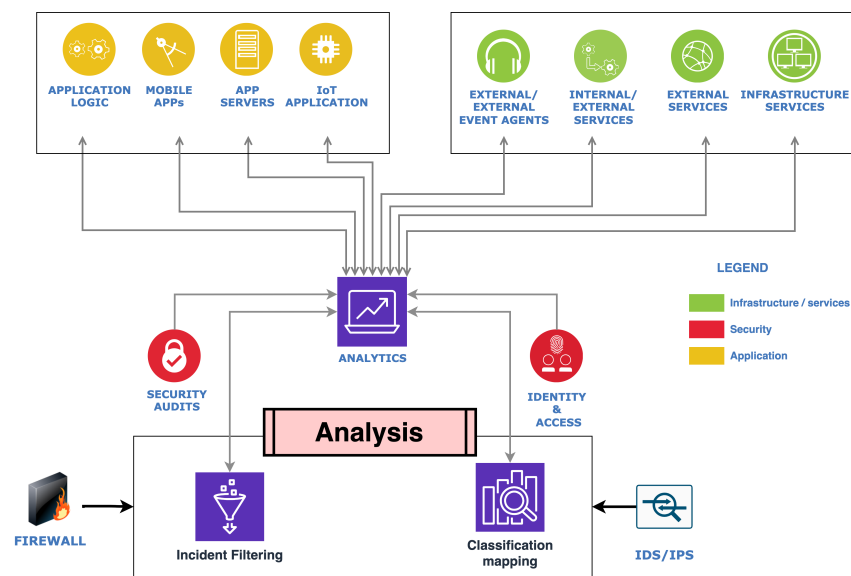 APPLICATION
LOGIC
MOBILE
APPs
APP
SERVERS
IoT
APPLICATION
EXTERNAL/
EXTERNAL
EVENT AGENTS
INTERNAL/
EXTERNAL
SERVICES
EXTERNAL
SERVICES
INFRASTRUCTURE
SERVICES
LEGEND
Infrastructure / services
Security
Application
ANALYTICS
SECURITY
AUDITS
IDENTITY
&
ACCESS
Analysis
FIREWALL
Incident Filtering
Classification
mapping
IDS/IPS